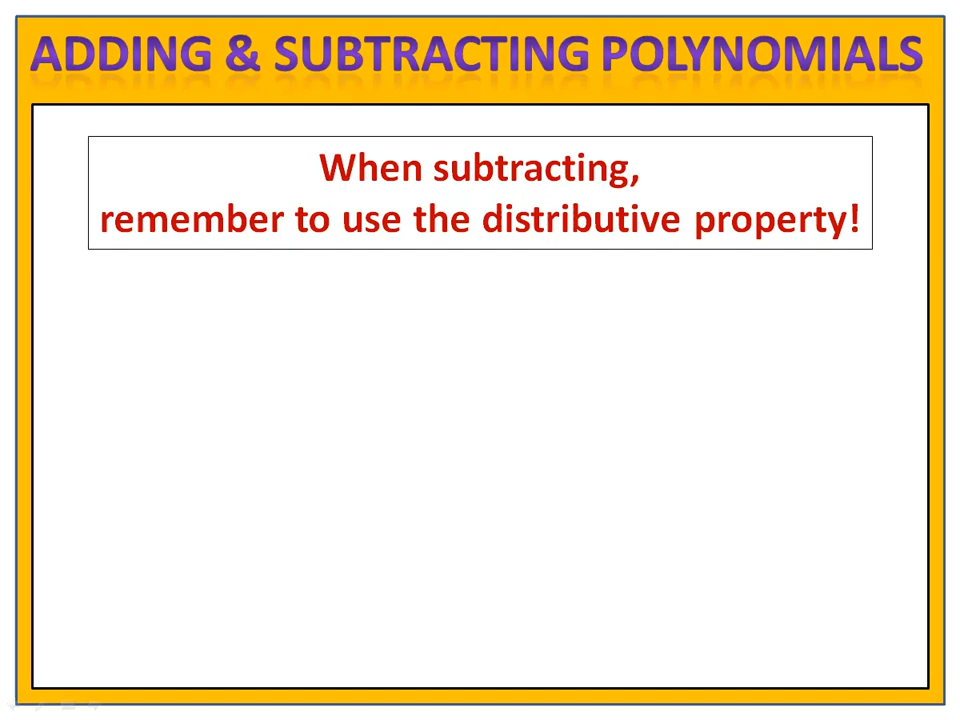 ADDING & SUBTRACTING POLYNOMIALS
When subtracting,
remember to use the distributive property!